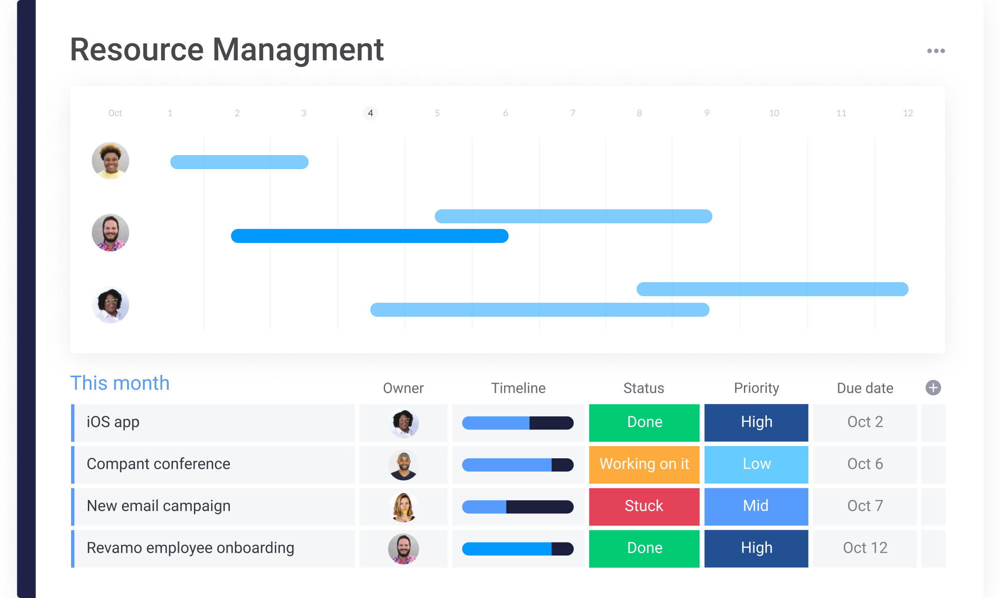 Resource Managment
Oct 1 2 3 4 5 6 7 8 9 10 11 12
This month Owner Timeline Status Priority Due date
iOS app Done High Oct 2
Compant conference Working on it Low Oct 6
New email campaign Stuck Mid Oct 7
Revamo employee onboarding Done High Oct 12